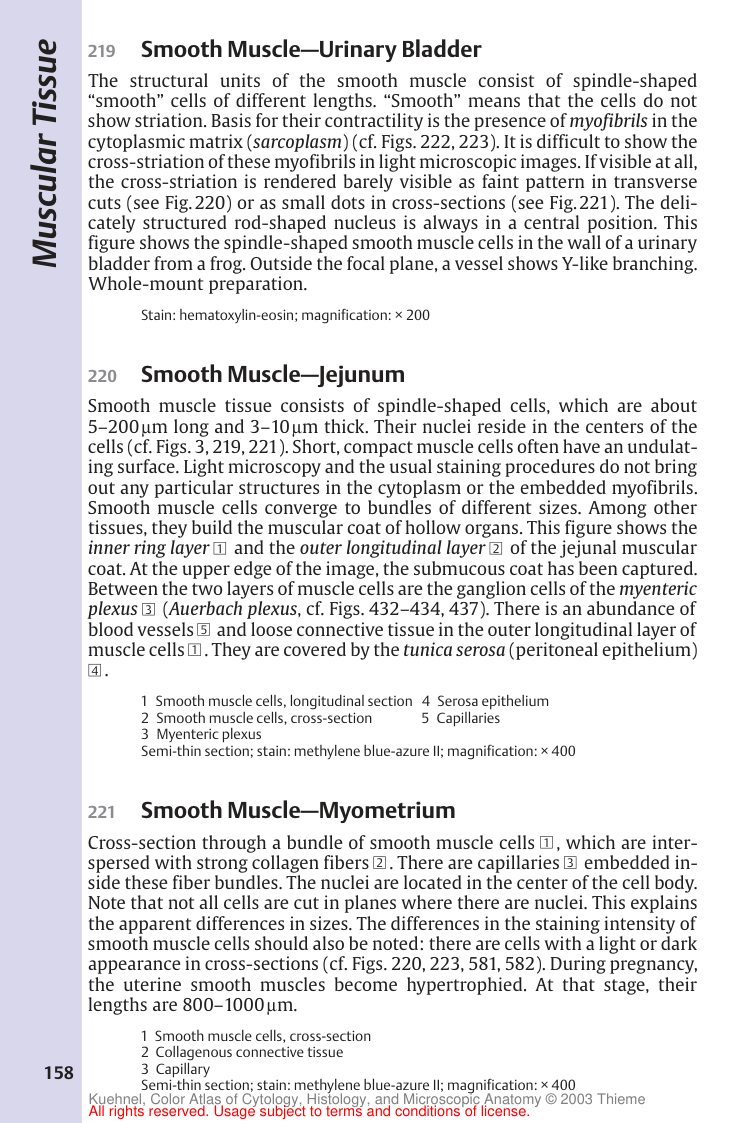 Muscular Tissue
219 Smooth Muscle—Urinary Bladder
The structural units of the smooth muscle consist of spindle-shaped
“smooth” cells of different lengths. “Smooth” means that the cells do not
show striation. Basis for their contractility is the presence of myofibrils in the
cytoplasmic matrix (sarcoplasm) (cf. Figs. 222, 223). It is difficult to show the
cross-striation of these myofibrils in light microscopic images. If visible at all,
the cross-striation is rendered barely visible as faint pattern in transverse
cuts (see Fig. 220) or as small dots in cross-sections (see Fig. 221). The deli-
cately structured rod-shaped nucleus is always in a central position. This
figure shows the spindle-shaped smooth muscle cells in the wall of a urinary
bladder from a frog. Outside the focal plane, a vessel shows Y-like branching.
Whole-mount preparation.
Stain: hematoxylin-eosin; magnification: × 200
220 Smooth Muscle—Jejunum
Smooth muscle tissue consists of spindle-shaped cells, which are about
5–200 µm long and 3–10 µm thick. Their nuclei reside in the centers of the
cells (cf. Figs. 3, 219, 221). Short, compact muscle cells often have an undulat-
ing surface. Light microscopy and the usual staining procedures do not bring
out any particular structures in the cytoplasm or the embedded myofibrils.
Smooth muscle cells converge to bundles of different sizes. Among other
tissues, they build the muscular coat of hollow organs. This figure shows the
inner ring layer 1 and the outer longitudinal layer 2 of the jejunal muscular
coat. At the upper edge of the image, the submucous coat has been captured.
Between the two layers of muscle cells are the ganglion cells of the myenteric
plexus 3 (Auerbach plexus, cf. Figs. 432–434, 437). There is an abundance of
blood vessels 5 and loose connective tissue in the outer longitudinal layer of
muscle cells 1. They are covered by the tunica serosa (peritoneal epithelium)
4.
1 Smooth muscle cells, longitudinal section 4 Serosa epithelium
2 Smooth muscle cells, cross-section 5 Capillaries
3 Myenteric plexus
Semi-thin section; stain: methylene blue-azure II; magnification: × 400
221 Smooth Muscle—Myometrium
Cross-section through a bundle of smooth muscle cells 1, which are inter-
spersed with strong collagen fibers 2. There are capillaries 3 embedded in-
side these fiber bundles. The nuclei are located in the center of the cell body.
Note that not all cells are cut in planes where there are nuclei. This explains
the apparent differences in sizes. The differences in the staining intensity of
smooth muscle cells should also be noted: there are cells with a light or dark
appearance in cross-sections (cf. Figs. 220, 223, 581, 582). During pregnancy,
the uterine smooth muscles become hypertrophied. At that stage, their
lengths are 800–1000 µm.
1 Smooth muscle cells, cross-section
2 Collagenous connective tissue
3 Capillary
Semi-thin section; stain: methylene blue-azure II; magnification: × 400
158
Kuehnel, Color Atlas of Cytology, Histology, and Microscopic Anatomy © 2003 Thieme
All rights reserved. Usage subject to terms and conditions of license.